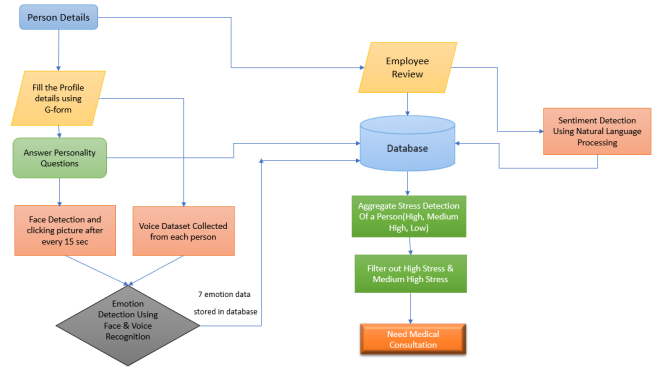 Person Details
Employee
Review
Fill the Profile
details using
G-form
Sentiment Detection
Using Natural Language
Processing
Database
Answer Personality
Questions
Face Detection and
clicking picture after
every 15 sec
Voice Dataset Collected
from each person
Aggregate Stress Detection
Of a Person(High, Medium
High, Low)
Filter out High Stress &
Medium High Stress
7 emotion data
stored in database
Emotion
Detection Using
Face & Voice
Recognition
Need Medical
Consultation